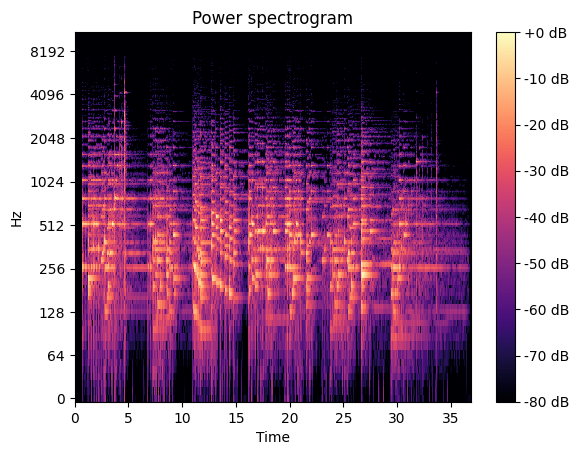 Power spectrogram
8192
4096
2048
1024
512
256
128
64
0
Hz
0 5 10 15 20 25 30 35
Time
+0 dB
-10 dB
-20 dB
-30 dB
-40 dB
-50 dB
-60 dB
-70 dB
-80 dB